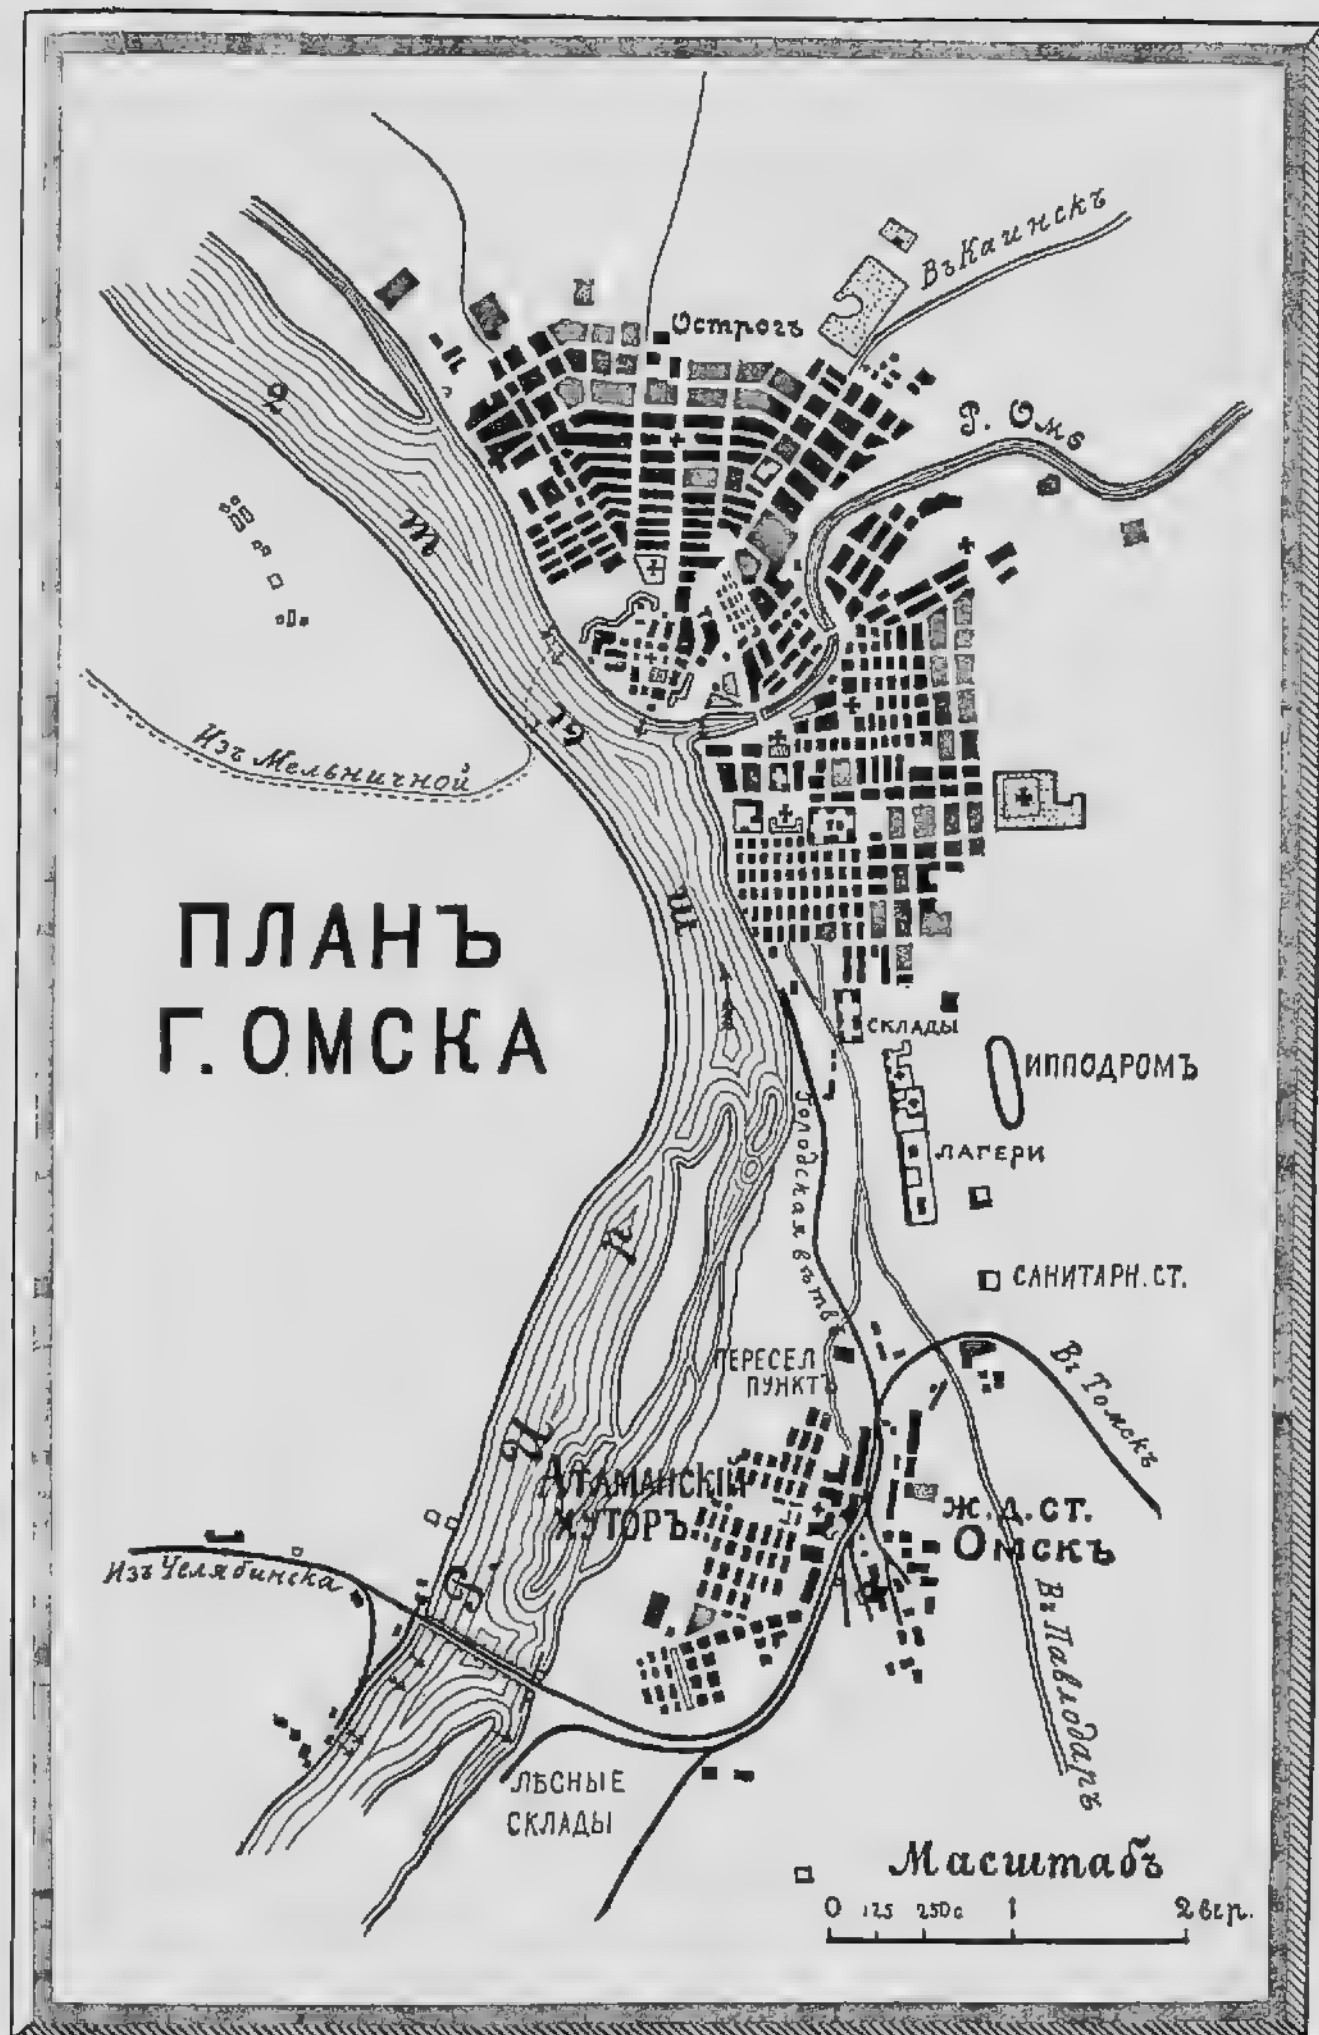 Въ Каинскъ
Острогъ
Р. Омь
Изъ Мельничной
ПЛАНЪ
Г. ОМСКА
Р. Иртышъ
СКЛАДЫ
ИППОДРОМЪ
Городская вѣтвь
ЛАГЕРИ
САНИТАРН. СТ.
ПЕРЕСЕЛ
ПУНКТЪ
Въ Томскъ
АТАМАНСКІЙ
ХУТОРЪ
Ж.Д. СТ.
ОМСКЪ
Изъ Челябинска
Въ Павлодаръ
ЛѢСНЫЕ
СКЛАДЫ
Масштабъ
0 125 250с 1 2 вер.